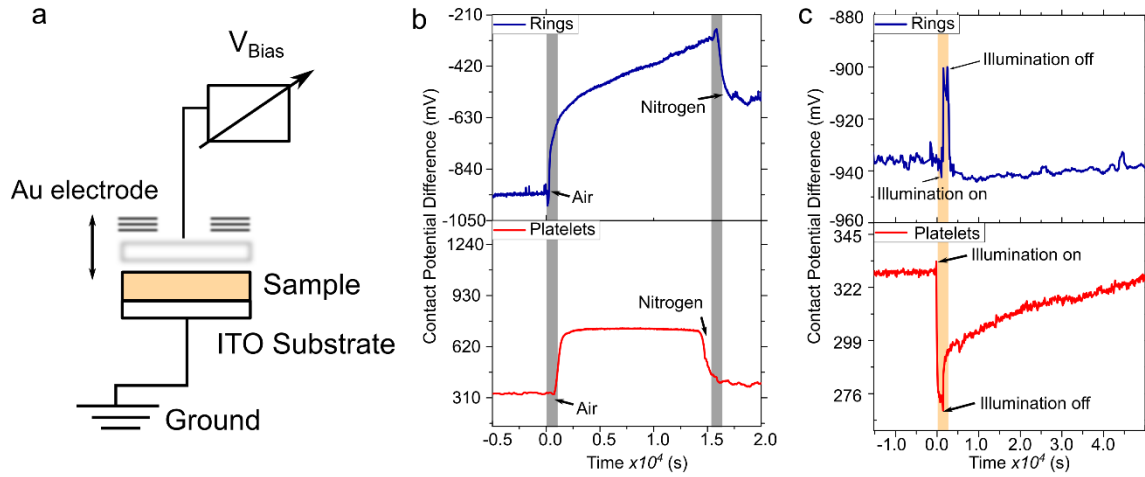 a
V_Bias
Au electrode
Sample
ITO Substrate
Ground
b
Contact Potential Difference (mV)
-210
-420
-630
-840
-1050
Rings
Air
Nitrogen
1240
930
620
310
Platelets
Air
Nitrogen
-0.5 0.0 0.5 1.0 1.5 2.0
Time x10^4 (s)
c
Contact Potential Difference (mV)
-880
-900
-920
-940
-960
Rings
Illumination off
Illumination on
345
322
299
276
Platelets
Illumination on
Illumination off
-1.0 0.0 1.0 2.0 3.0 4.0
Time x10^4 (s)